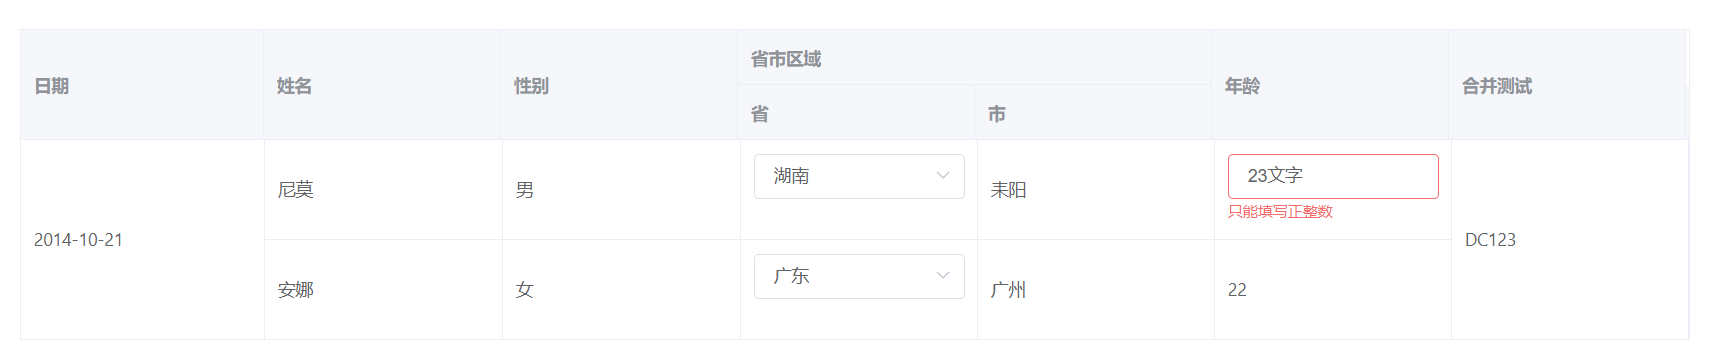 日期 姓名 性别 省市区域 年龄 合并测试
省 市
尼莫 男 湖南 耒阳 23文字
只能填写正整数
2014-10-21 DC123
安娜 女 广东 广州 22